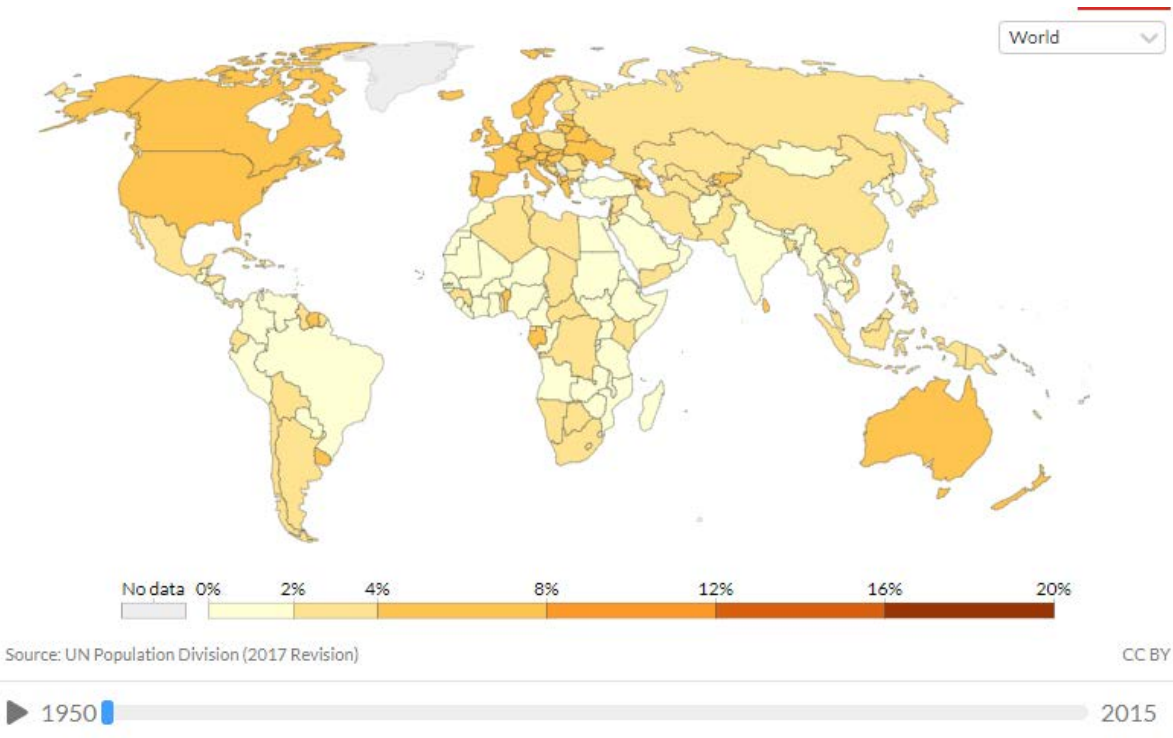 World
No data 0% 2% 4% 8% 12% 16% 20%
Source: UN Population Division (2017 Revision)
CC BY
1950
2015